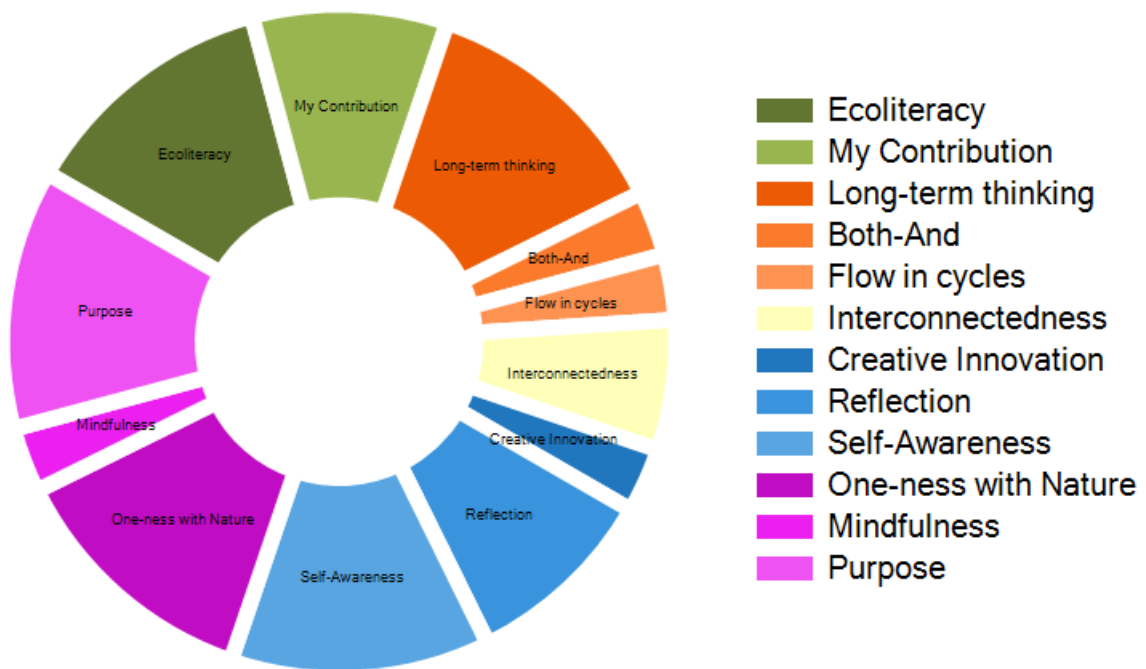 My Contribution
Ecoliteracy
Long-term thinking
Both-And
Flow in cycles
Purpose
Interconnectedness
Mindfulness
Creative Innovation
One-ness with Nature
Reflection
Self-Awareness
Ecoliteracy
My Contribution
Long-term thinking
Both-And
Flow in cycles
Interconnectedness
Creative Innovation
Reflection
Self-Awareness
One-ness with Nature
Mindfulness
Purpose